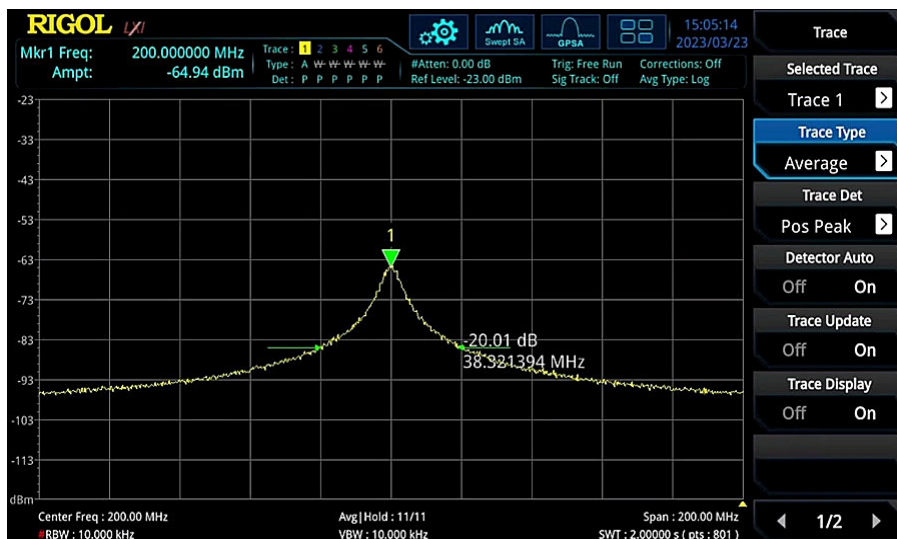 RIGOL LXI
Swept SA
GPSA
15:05:14
2023/03/23
Mkr1 Freq: 200.000000 MHz
Ampt: -64.94 dBm
Trace: 1 2 3 4 5 6
Type: A W W W W W
Det: P P P P P P
#Atten: 0.00 dB Trig: Free Run Corrections: Off
Ref Level: -23.00 dBm Sig Track: Off Avg Type: Log
-23
-33
-43
-53
-63
-73
-83
-93
-103
-113
dBm
1
-20.01 dB
38.321394 MHz
Center Freq : 200.00 MHz Avg|Hold : 11/11 Span : 200.00 MHz
#RBW : 10.000 kHz VBW : 10.000 kHz SWT : 2.00000 s ( pts : 801 )
Trace
Selected Trace
Trace 1 >
Trace Type
Average >
Trace Det
Pos Peak >
Detector Auto
Off On
Trace Update
Off On
Trace Display
Off On
1/2